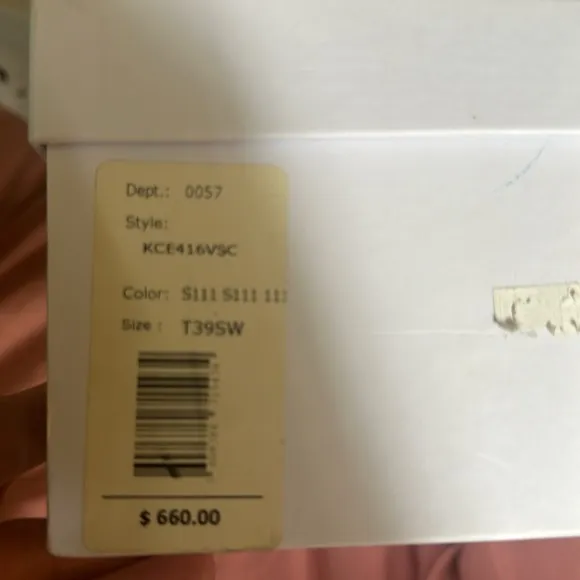 Dept.: 0057
Style:
KCE416VSC
Color: S111 S111 111
Size : T39SW
$ 660.00